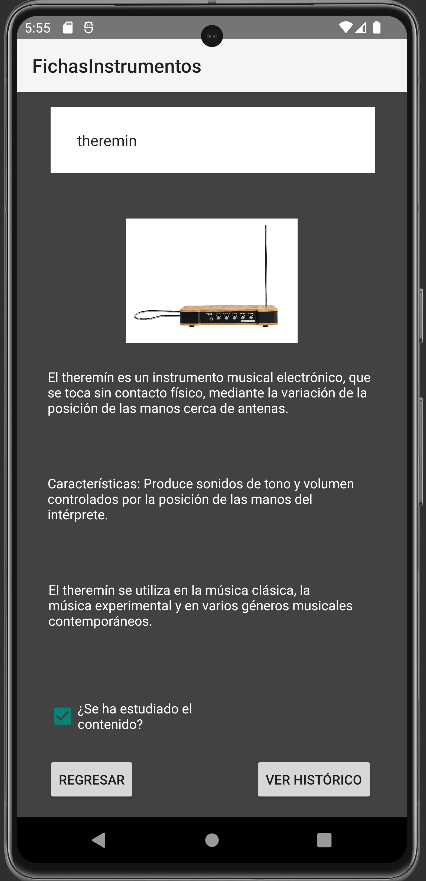 5:55
FichasInstrumentos
theremin
El theremín es un instrumento musical electrónico, que
se toca sin contacto físico, mediante la variación de la
posición de las manos cerca de antenas.
Características: Produce sonidos de tono y volumen
controlados por la posición de las manos del
intérprete.
El theremín se utiliza en la música clásica, la
música experimental y en varios géneros musicales
contemporáneos.
¿Se ha estudiado el
contenido?
REGRESAR
VER HISTÓRICO